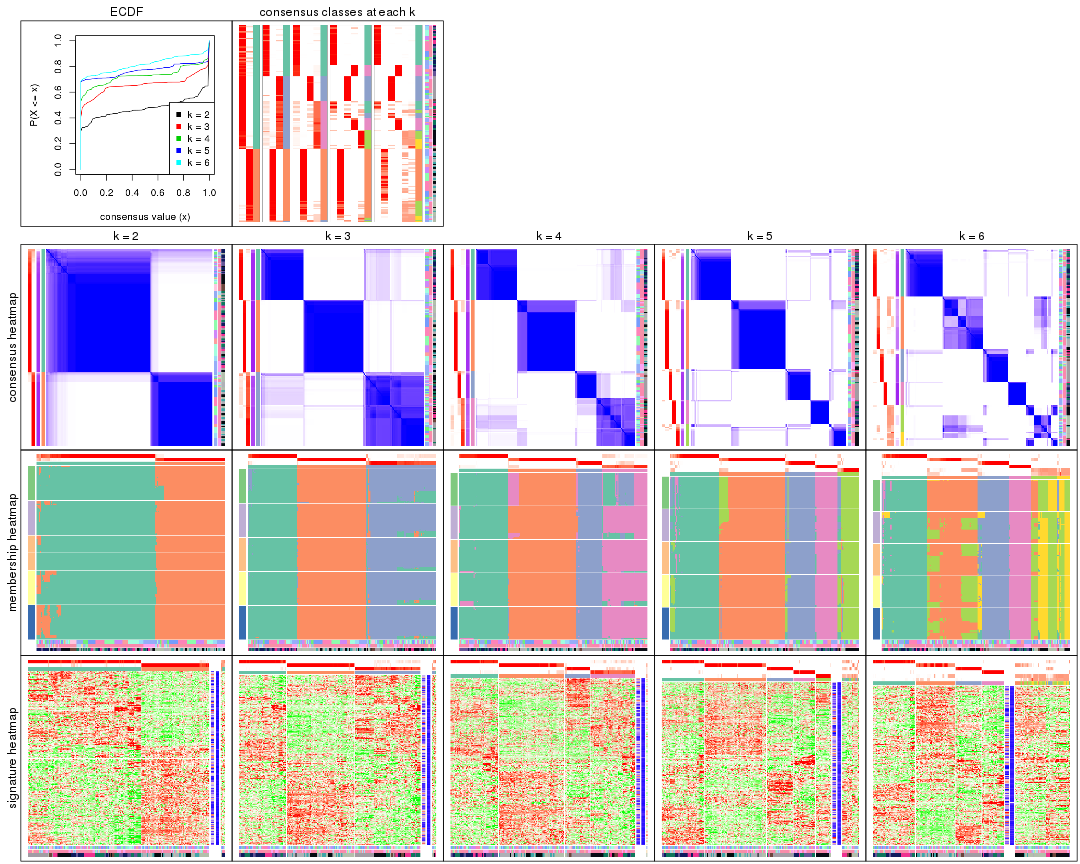 ECDF
consensus classes at each k
P(X <= x)
0.0 0.2 0.4 0.6 0.8 1.0
k = 2
k = 3
k = 4
k = 5
k = 6
0.0 0.2 0.4 0.6 0.8 1.0
consensus value (x)
k = 2 k = 3 k = 4 k = 5 k = 6
consensus heatmap
membership heatmap
signature heatmap